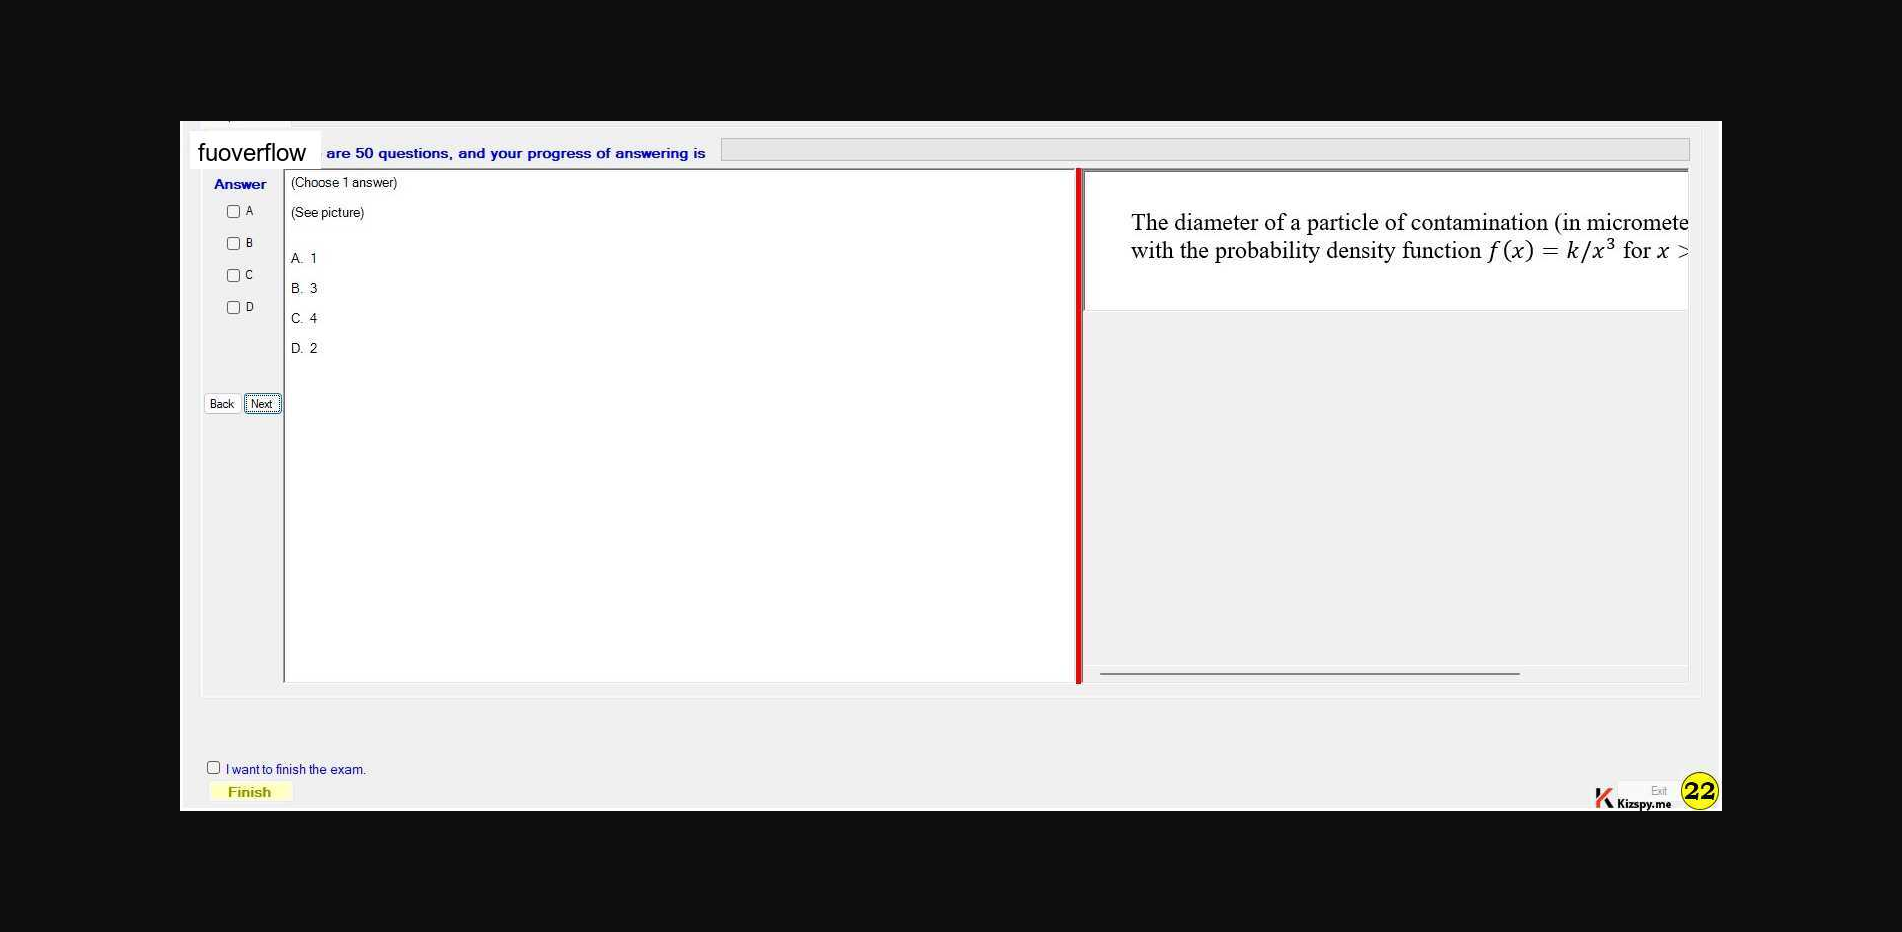 fuoverflow are 50 questions, and your progress of answering is
Answer
A
B
C
D
Back Next
(Choose 1 answer)
(See picture)
A. 1
B. 3
C. 4
D. 2
The diameter of a particle of contamination (in micromete
with the probability density function f(x) = k/x³ for x >
I want to finish the exam.
Finish
Exit
Kizspy.me
22